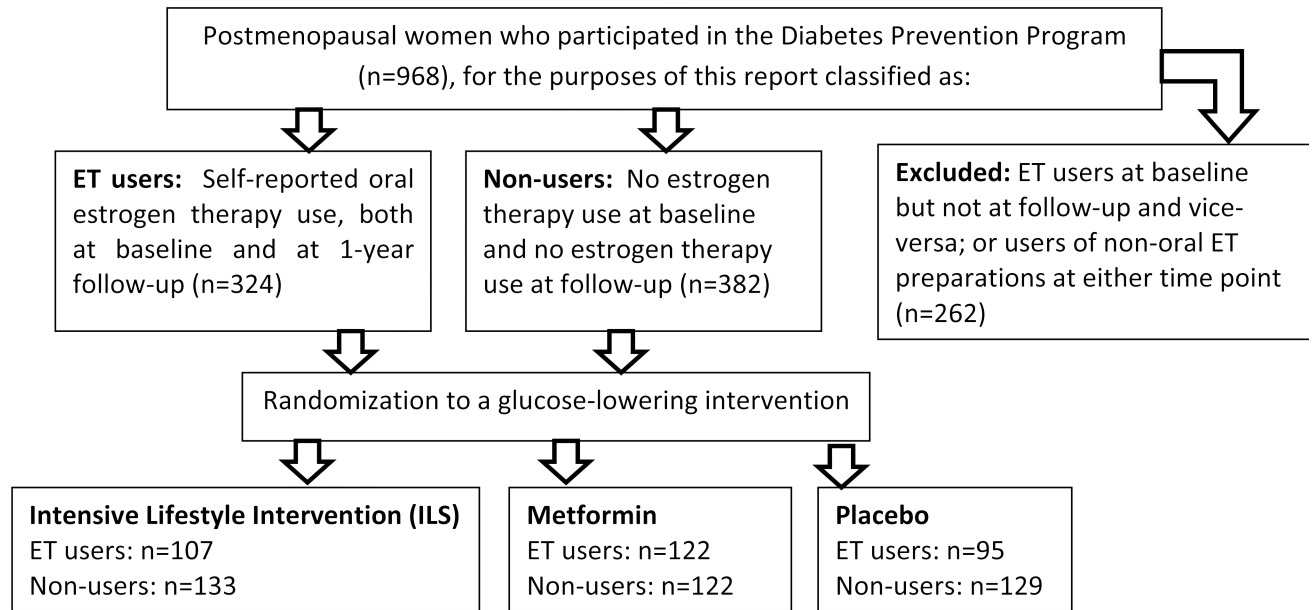 Postmenopausal women who participated in the Diabetes Prevention Program
(n=968), for the purposes of this report classified as:
ET users: Self-reported oral
estrogen therapy use, both
at baseline and at 1-year
follow-up (n=324)
Non-users: No estrogen
therapy use at baseline
and no estrogen therapy
use at follow-up (n=382)
Excluded: ET users at baseline
but not at follow-up and vice-
versa; or users of non-oral ET
preparations at either time point
(n=262)
Randomization to a glucose-lowering intervention
Intensive Lifestyle Intervention (ILS)
ET users: n=107
Non-users: n=133
Metformin
ET users: n=122
Non-users: n=122
Placebo
ET users: n=95
Non-users: n=129